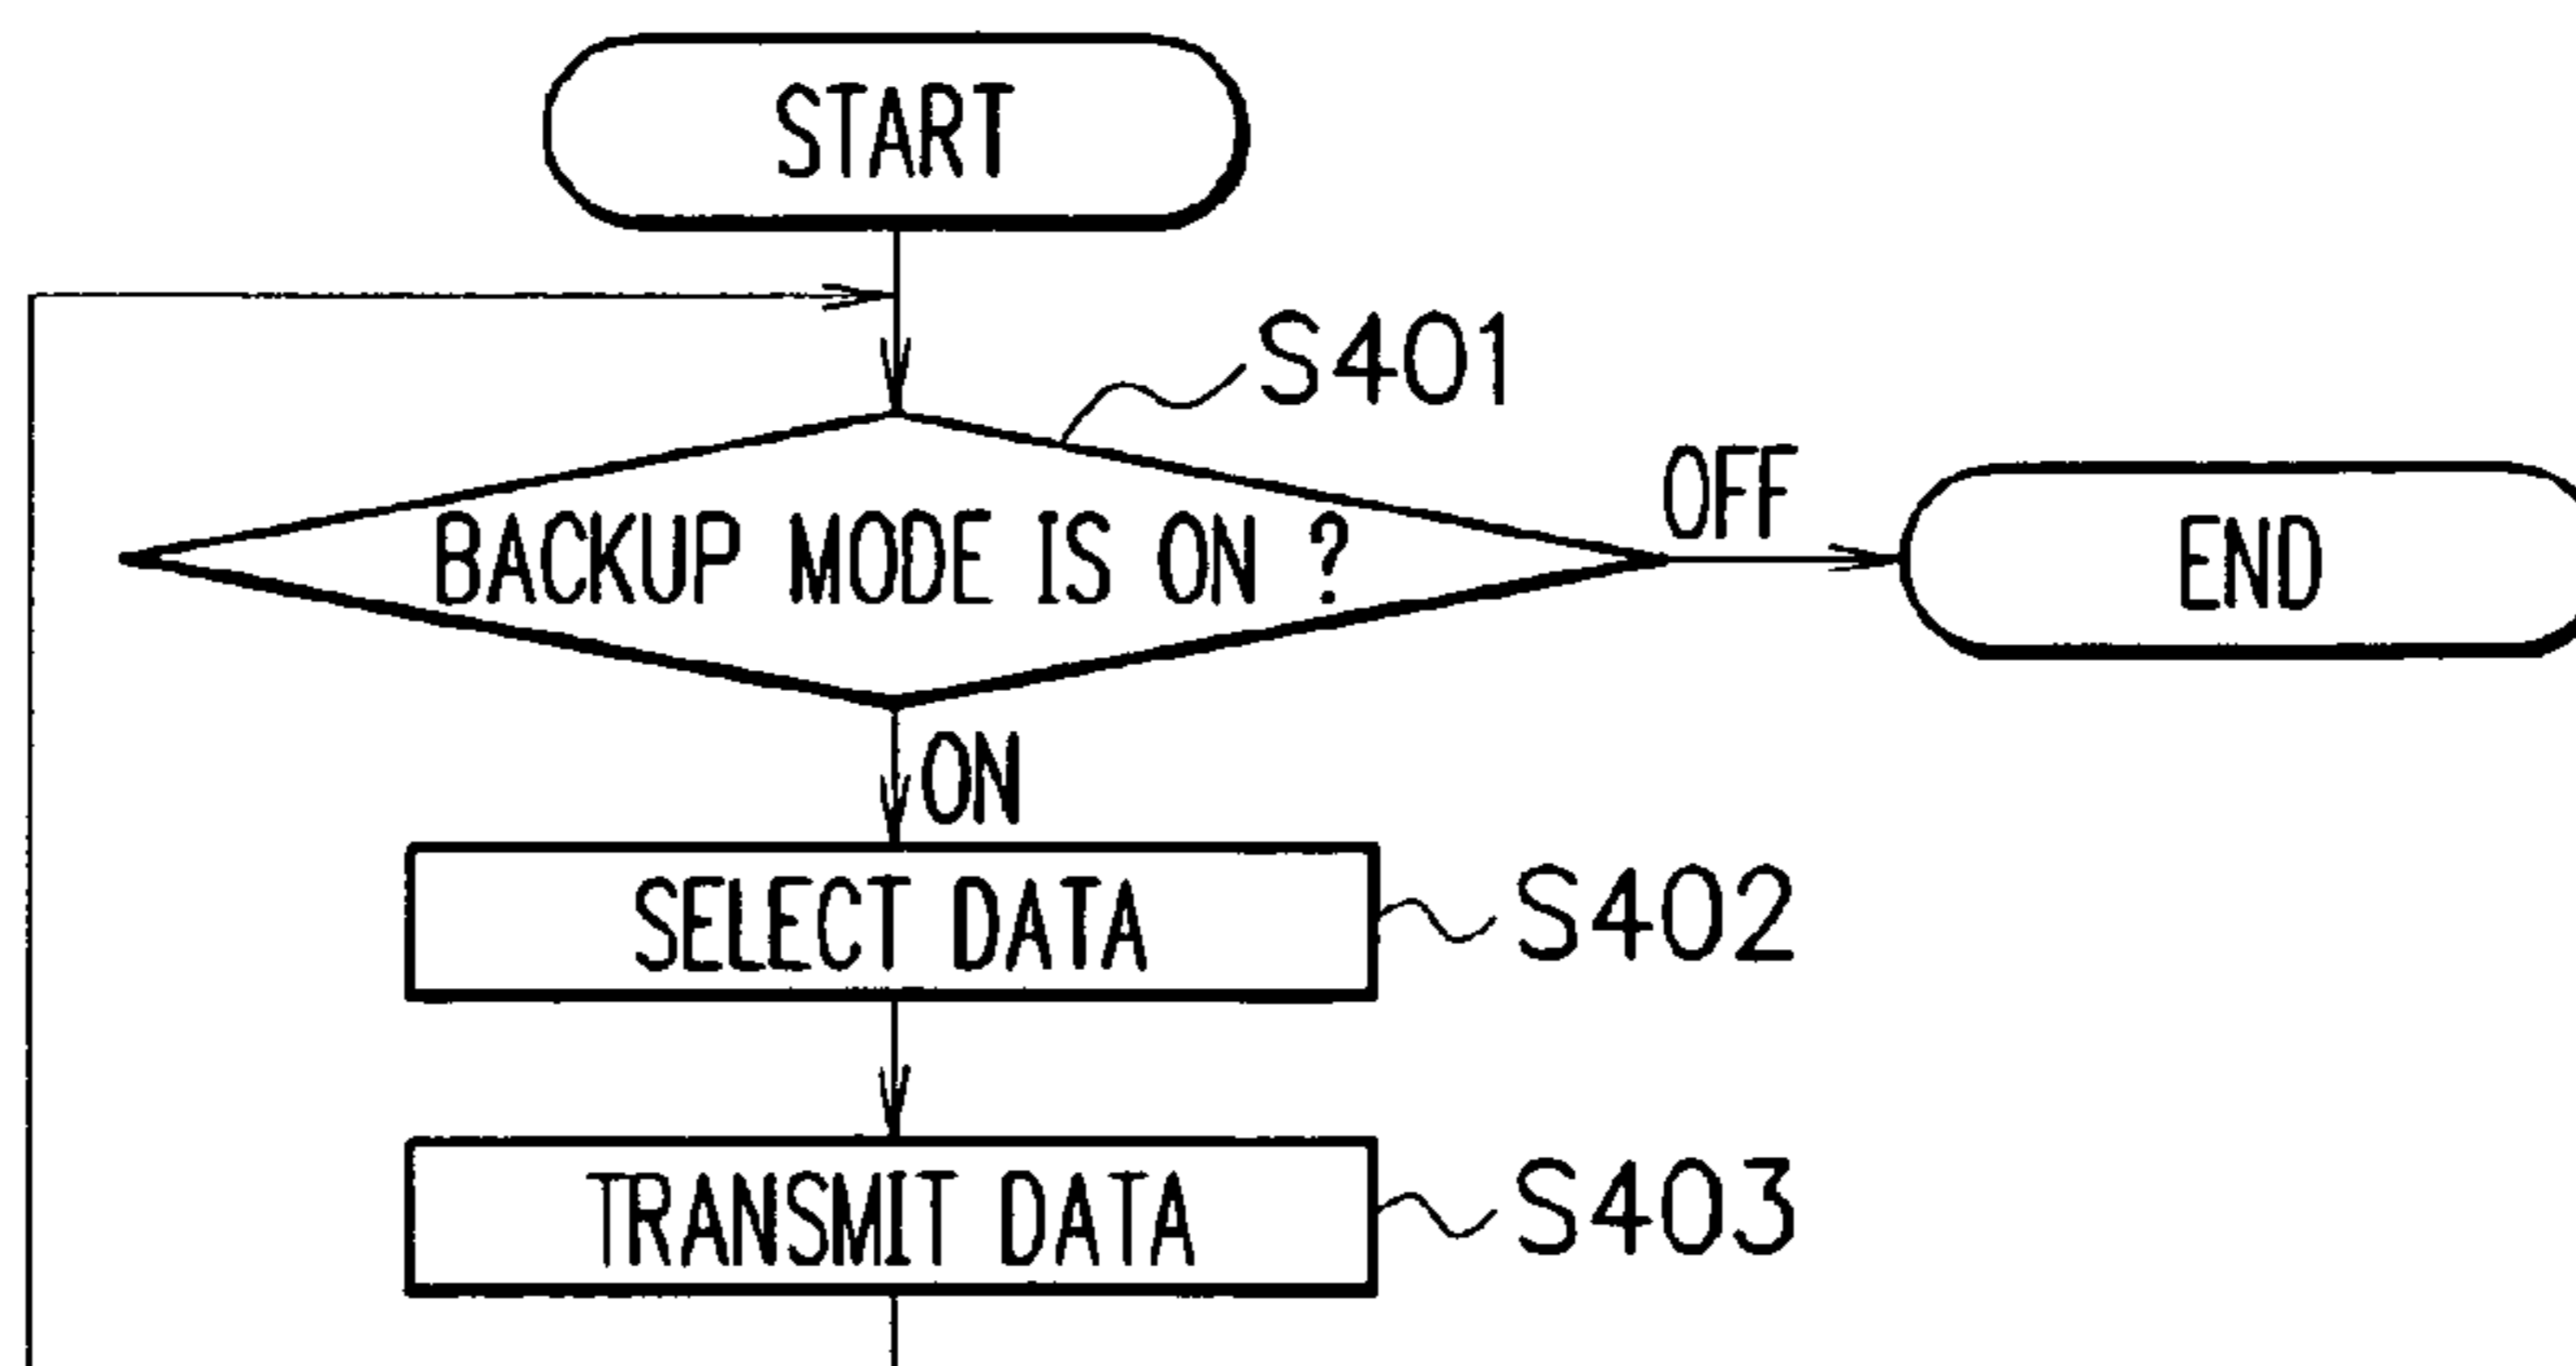 START
S401
BACKUP MODE IS ON ?
OFF
END
ON
SELECT DATA
S402
TRANSMIT DATA
S403